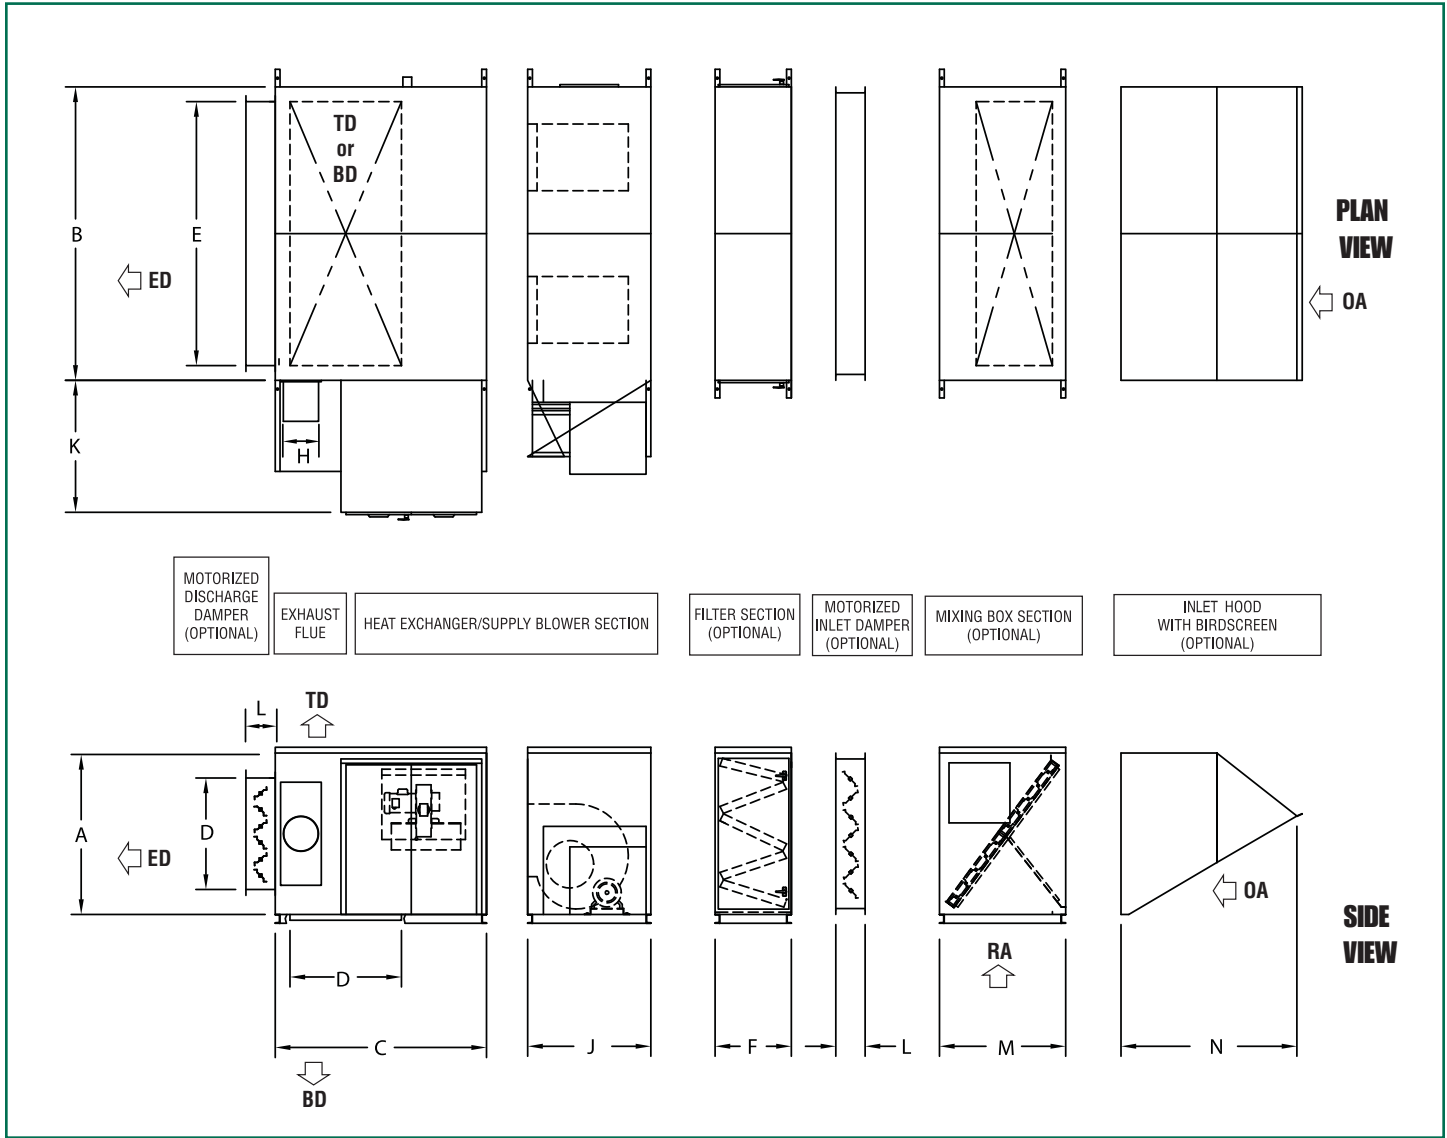 TD
or
BD
PLAN
VIEW
B
E
ED
OA
K
H
MOTORIZED
DISCHARGE
DAMPER
(OPTIONAL)
EXHAUST
FLUE
HEAT EXCHANGER/SUPPLY BLOWER SECTION
FILTER SECTION
(OPTIONAL)
MOTORIZED
INLET DAMPER
(OPTIONAL)
MIXING BOX SECTION
(OPTIONAL)
INLET HOOD
WITH BIRDSCREEN
(OPTIONAL)
L
TD
A
D
ED
OA
SIDE
VIEW
RA
D
C
J
F
L
M
N
BD